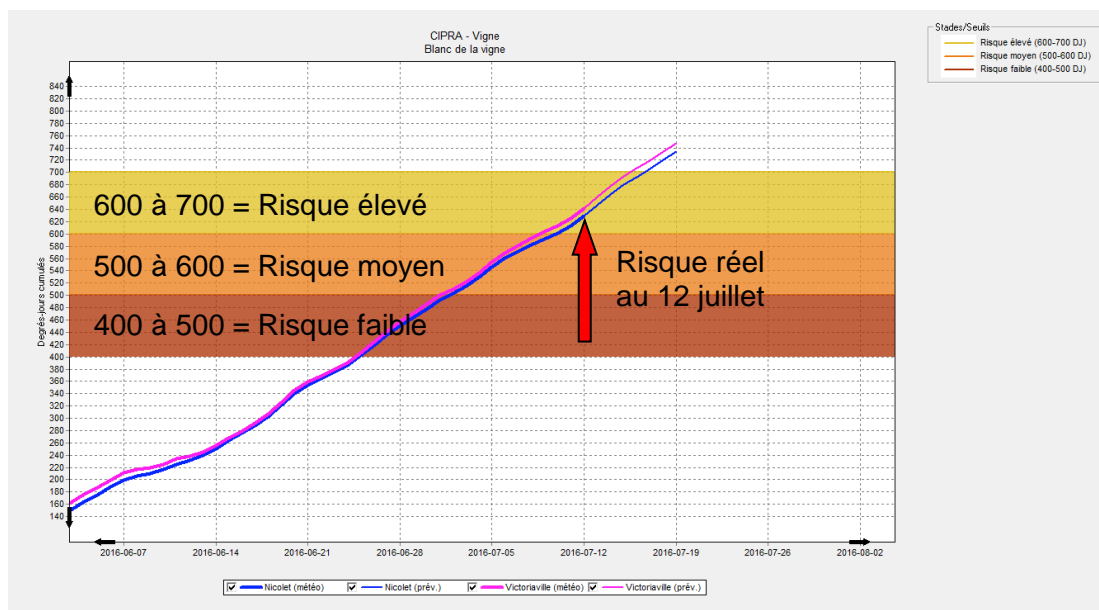 CIPRA - Vigne
Blanc de la vigne
Stades/Seuils
Risque élevé (600-700 DJ)
Risque moyen (500-600 DJ)
Risque faible (400-500 DJ)
Degrés-jours cumulés
840
820
800
780
760
740
720
700
680
660
640
620
600
580
560
540
520
500
480
460
440
420
400
380
360
340
320
300
280
260
240
220
200
180
160
140
600 à 700 = Risque élevé
500 à 600 = Risque moyen
400 à 500 = Risque faible
Risque réel
au 12 juillet
2016-06-07 2016-06-14 2016-06-21 2016-06-28 2016-07-05 2016-07-12 2016-07-19 2016-07-26 2016-08-02
Nicolet (météo) Nicolet (prév.) Victoriaville (météo) Victoriaville (prév.)